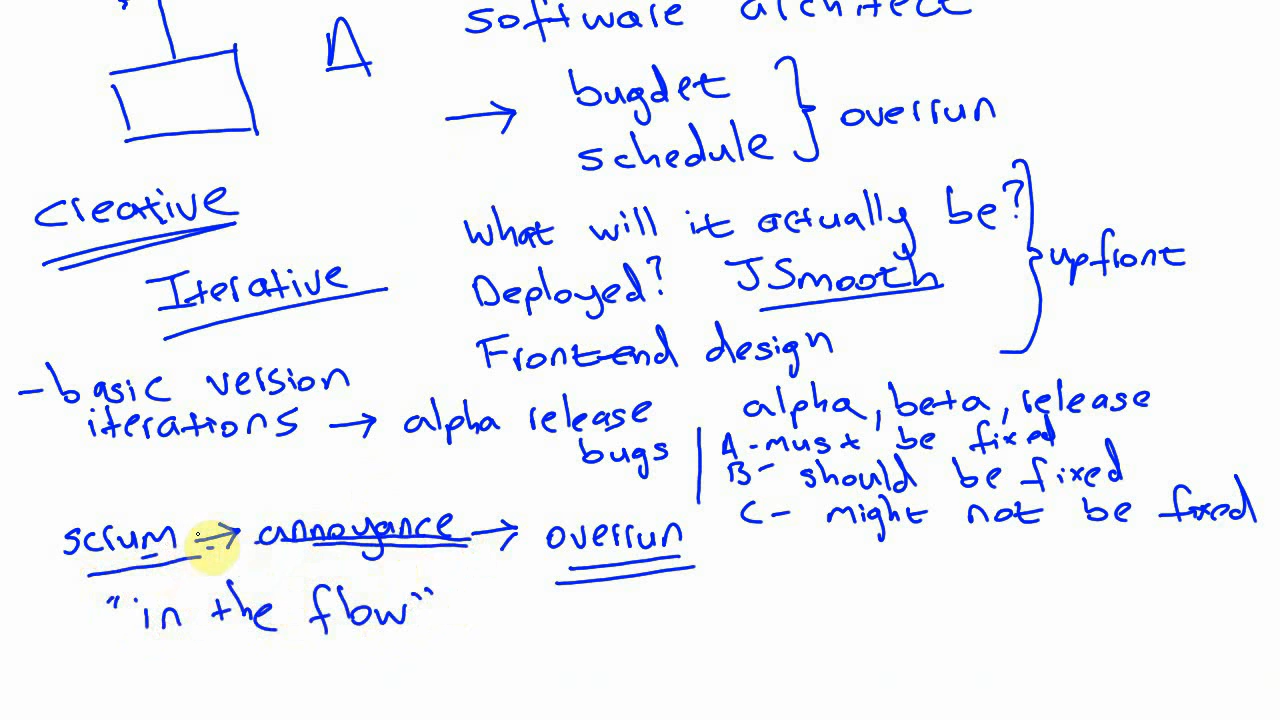 software architect
A
→ bugdet
schedule } overrun
creative
What will it actually be?
Iterative
Deployed? JSmooth } upfront
Front-end design
- basic version
iterations → alpha release
bugs
alpha, beta, release
A - must be fixed
B - should be fixed
C - might not be fixed
scrum → annoyance → overrun
"in the flow"